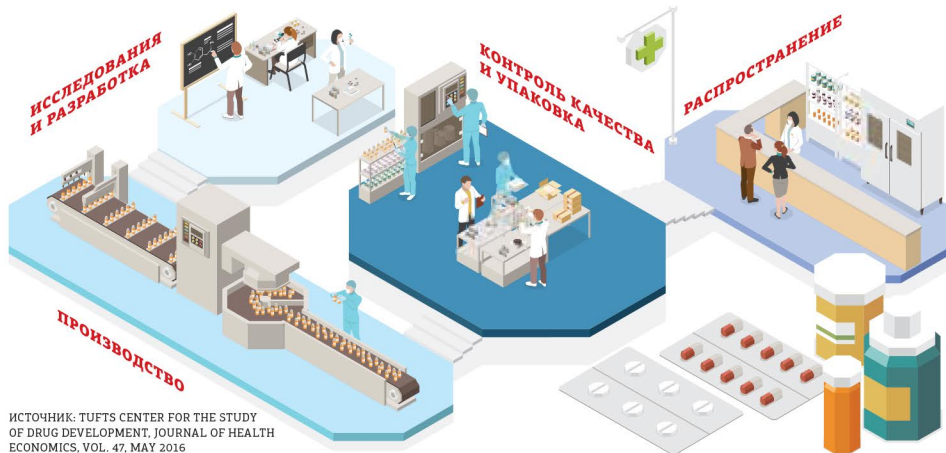 ИССЛЕДОВАНИЯ
И РАЗРАБОТКА
КОНТРОЛЬ КАЧЕСТВА
И УПАКОВКА
РАСПРОСТРАНЕНИЕ
ПРОИЗВОДСТВО
ИСТОЧНИК: TUFTS CENTER FOR THE STUDY
OF DRUG DEVELOPMENT, JOURNAL OF HEALTH
ECONOMICS, VOL. 47, MAY 2016